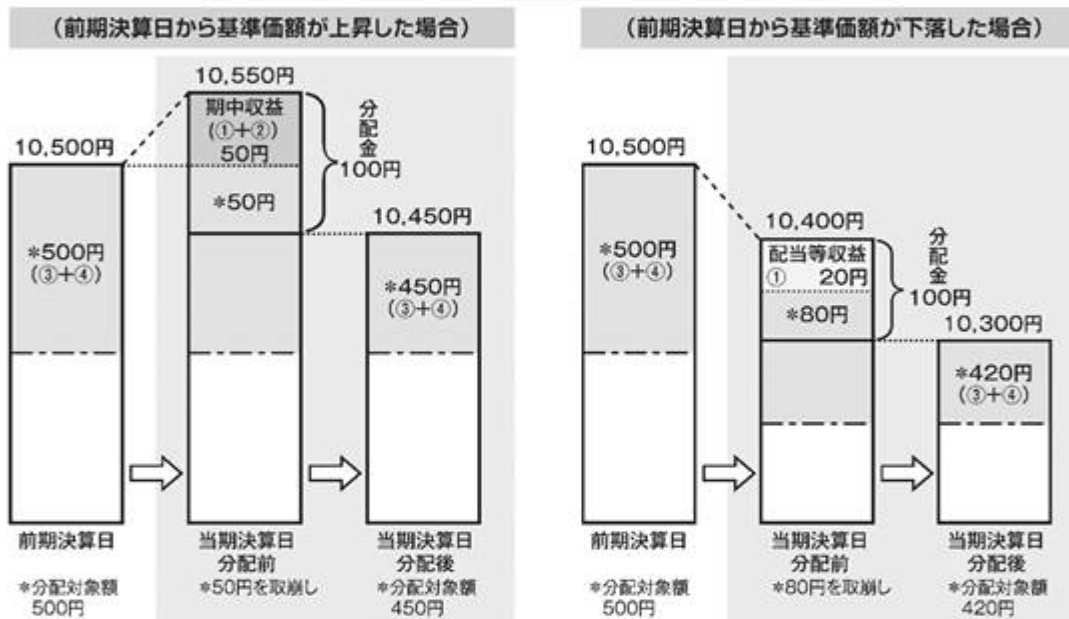 (前期決算日から基準価額が上昇した場合)
10,550円
期中収益
(①+②)
50円
*50円
分配金
100円
10,500円
*500円
(③+④)
10,450円
*450円
(③+④)
前期決算日
*分配対象額
500円
当期決算日
分配前
*50円を取崩し
当期決算日
分配後
*分配対象額
450円
(前期決算日から基準価額が下落した場合)
10,500円
*500円
(③+④)
10,400円
配当等収益
① 20円
*80円
分配金
100円
10,300円
*420円
(③+④)
前期決算日
*分配対象額
500円
当期決算日
分配前
*80円を取崩し
当期決算日
分配後
*分配対象額
420円